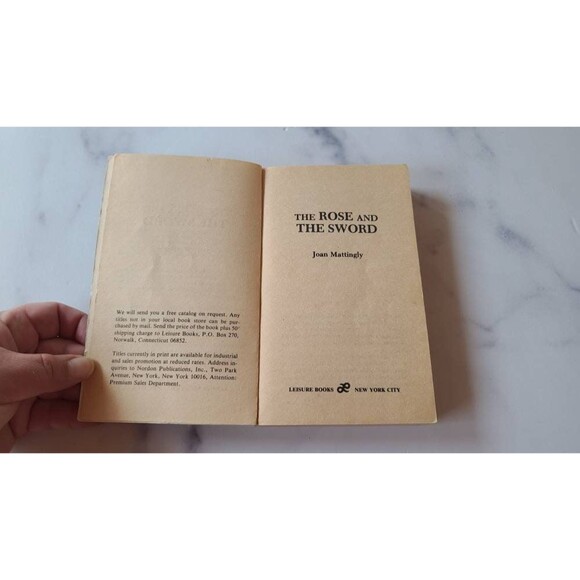 We will send you a free catalog on request. Any
titles not in your local book store can be pur-
chased by mail. Send the price of the book plus 50¢
shipping charge to Leisure Books, P.O. Box 270,
Norwalk, Connecticut 06852.
Titles currently in print are available for industrial
and sales promotion at reduced rates. Address in-
quiries to Nordon Publications, Inc., Two Park
Avenue, New York, New York 10016, Attention:
Premium Sales Department.
THE ROSE AND
THE SWORD
Joan Mattingly
LEISURE BOOKS NEW YORK CITY